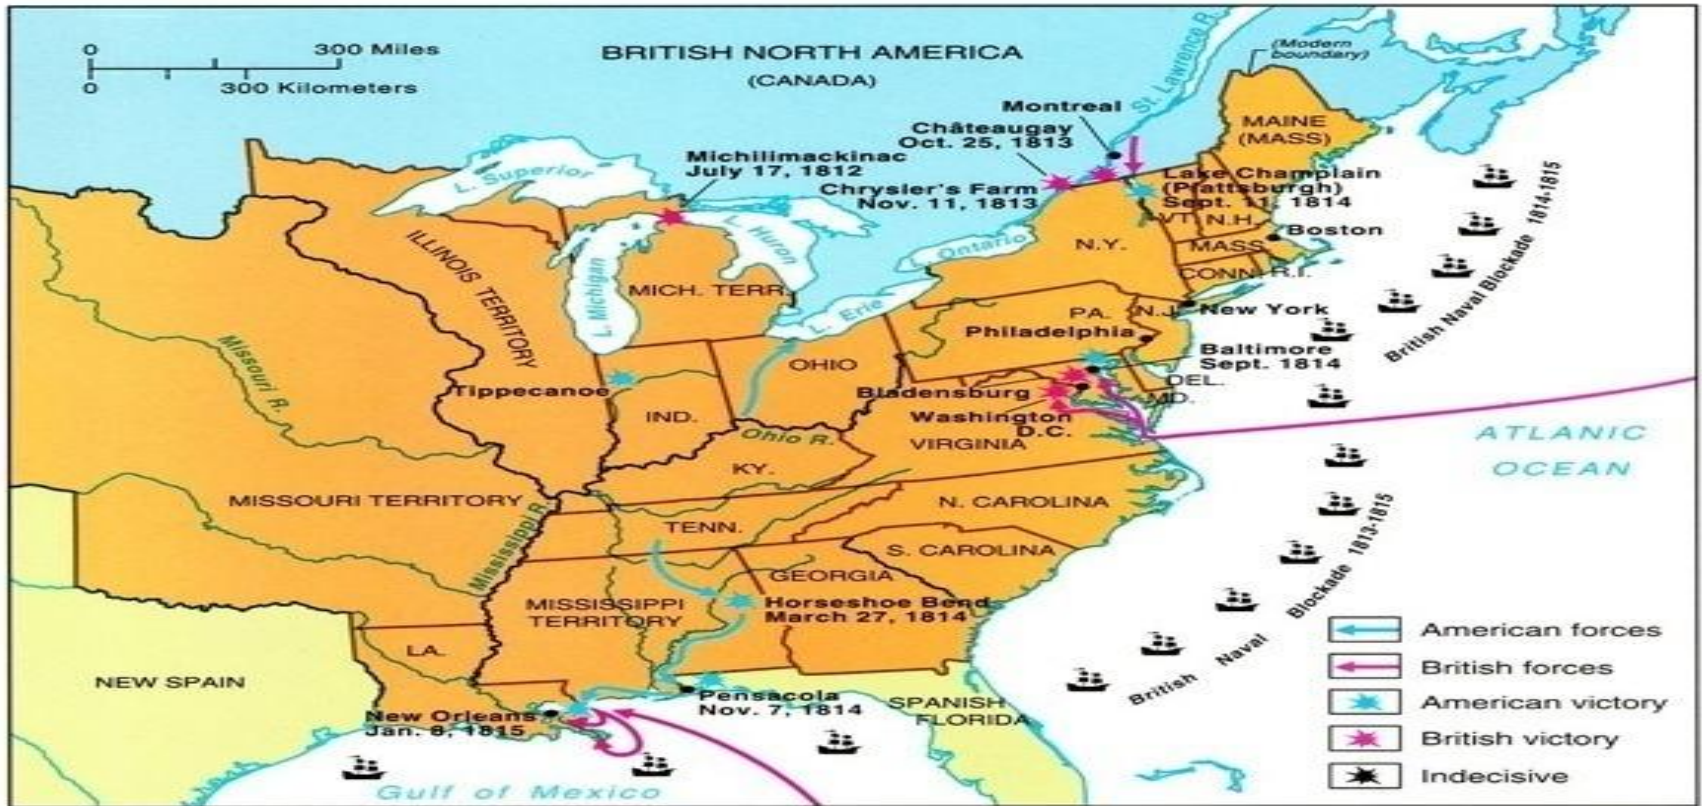 0 300 Miles
0 300 Kilometers
BRITISH NORTH AMERICA
(CANADA)
St. Lawrence R.
(Modern
boundary)
Montreal
Châteaugay
Oct. 25, 1813
MAINE
(MASS)
Michilimackinac
July 17, 1812
L. Superior
Chrysler's Farm
Nov. 11, 1813
Lake Champlain
(Plattsburgh)
Sept. 11, 1814
VT.
N.H.
Boston
MASS.
CONN.
R.I.
N.Y.
L. Ontario
L. Huron
L. Michigan
MICH. TERR.
L. Erie
ILLINOIS TERRITORY
Missouri R.
PA.
N.J.
New York
Philadelphia
Baltimore
Sept. 1814
British Naval Blockade 1814-1815
OHIO
Tippecanoe
IND.
Bladensburg
DEL.
MD.
Washington
D.C.
VIRGINIA
Ohio R.
KY.
ATLANIC
OCEAN
MISSOURI TERRITORY
Mississippi R.
N. CAROLINA
TENN.
S. CAROLINA
GEORGIA
MISSISSIPPI
TERRITORY
Horseshoe Bend
March 27, 1814
British Naval Blockade 1813-1815
LA.
NEW SPAIN
Pensacola
Nov. 7, 1814
SPANISH
FLORIDA
New Orleans
Jan. 8, 1815
Gulf of Mexico
American forces
British forces
American victory
British victory
Indecisive